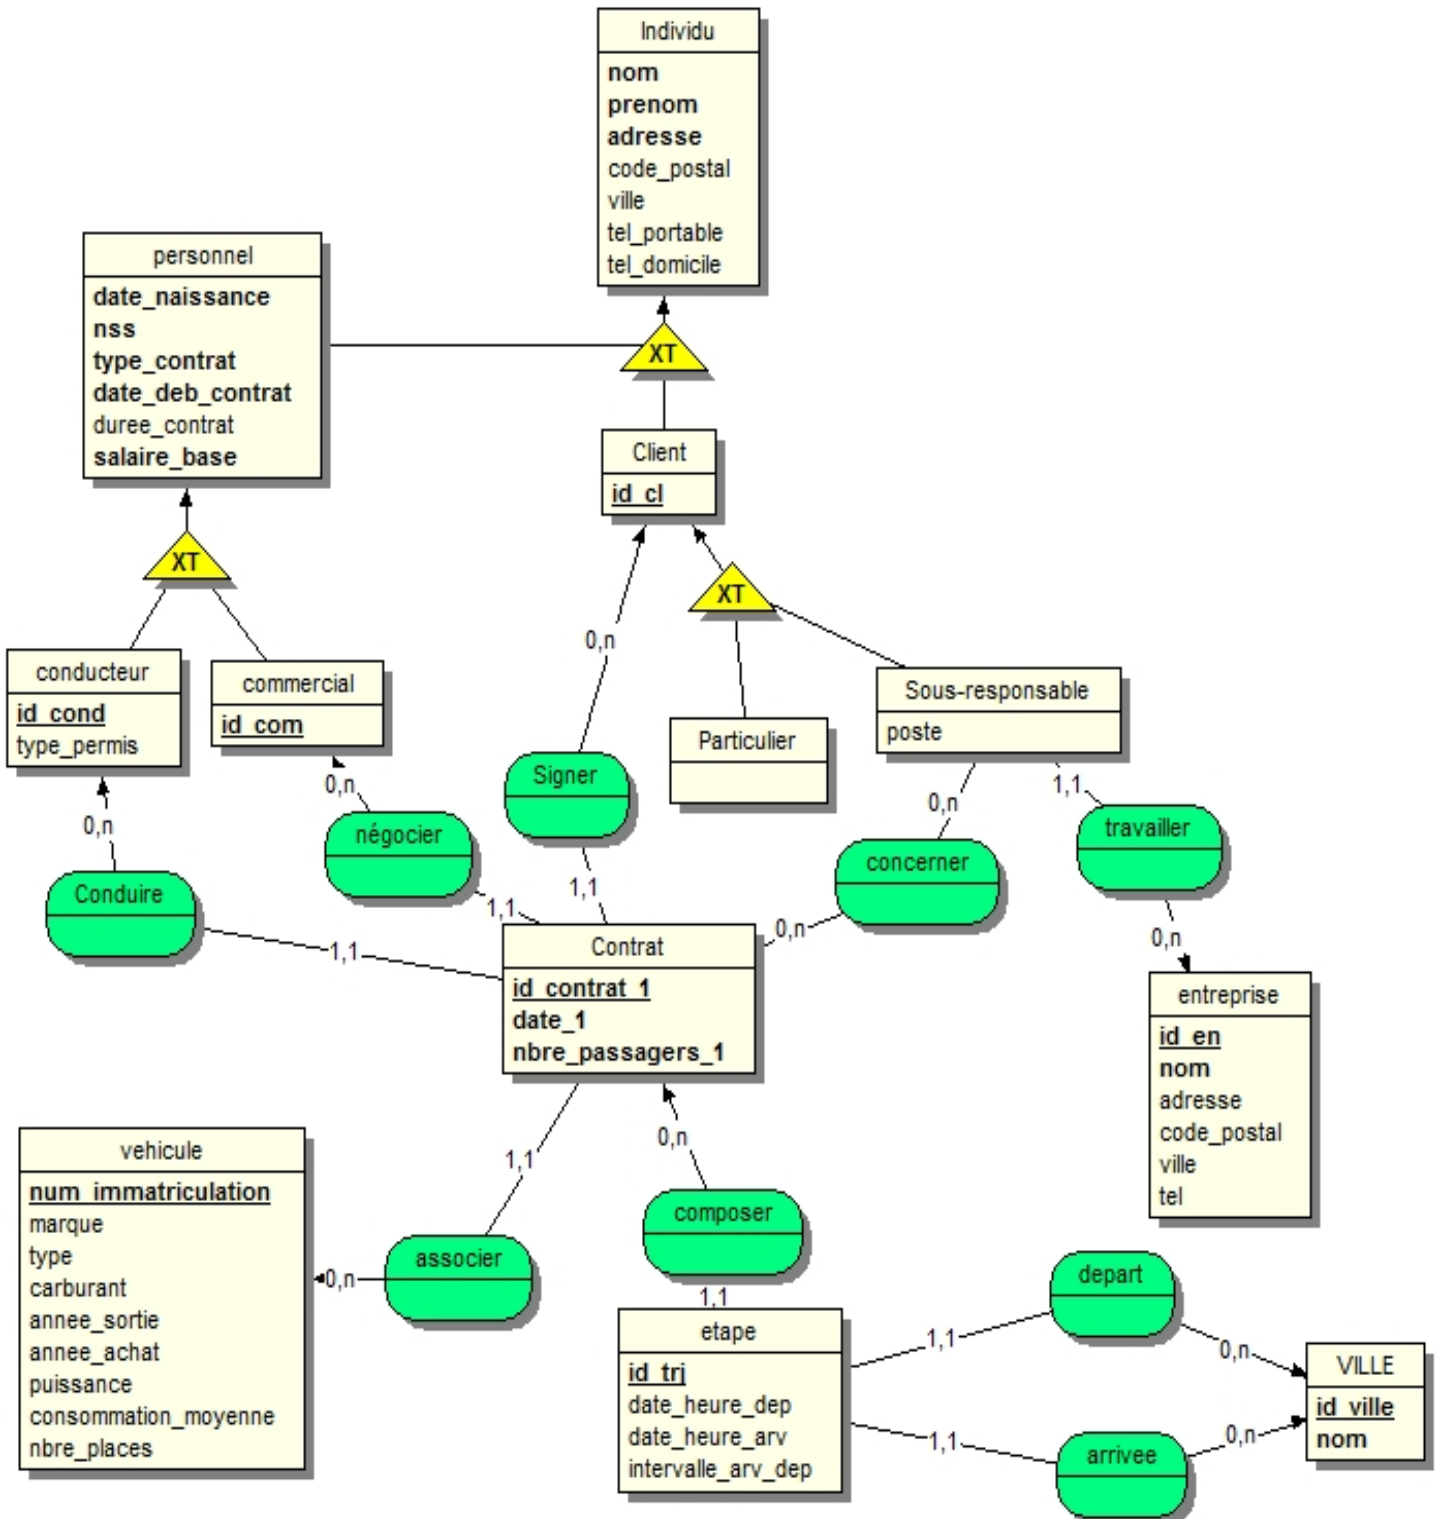 Individu
nom
prenom
adresse
code_postal
ville
tel_portable
tel_domicile
personnel
date_naissance
nss
type_contrat
date_deb_contrat
duree_contrat
salaire_base
XT
Client
id_cl
XT
XT
0,n
conducteur
id_cond
type_permis
commercial
id_com
Particulier
Sous-responsable
poste
0,n
0,n
Signer
0,n
1,1
négocier
travailler
concerner
Conduire
1,1
1,1
0,n
0,n
1,1
Contrat
id_contrat_1
date_1
nbre_passagers_1
entreprise
id_en
nom
adresse
code_postal
ville
tel
vehicule
num_immatriculation
marque
type
carburant
annee_sortie
annee_achat
puissance
consommation_moyenne
nbre_places
1,1
0,n
composer
associer
0,n
1,1
depart
etape
id_trj
date_heure_dep
date_heure_arv
intervalle_arv_dep
1,1
0,n
VILLE
id_ville
nom
1,1
0,n
arrivee